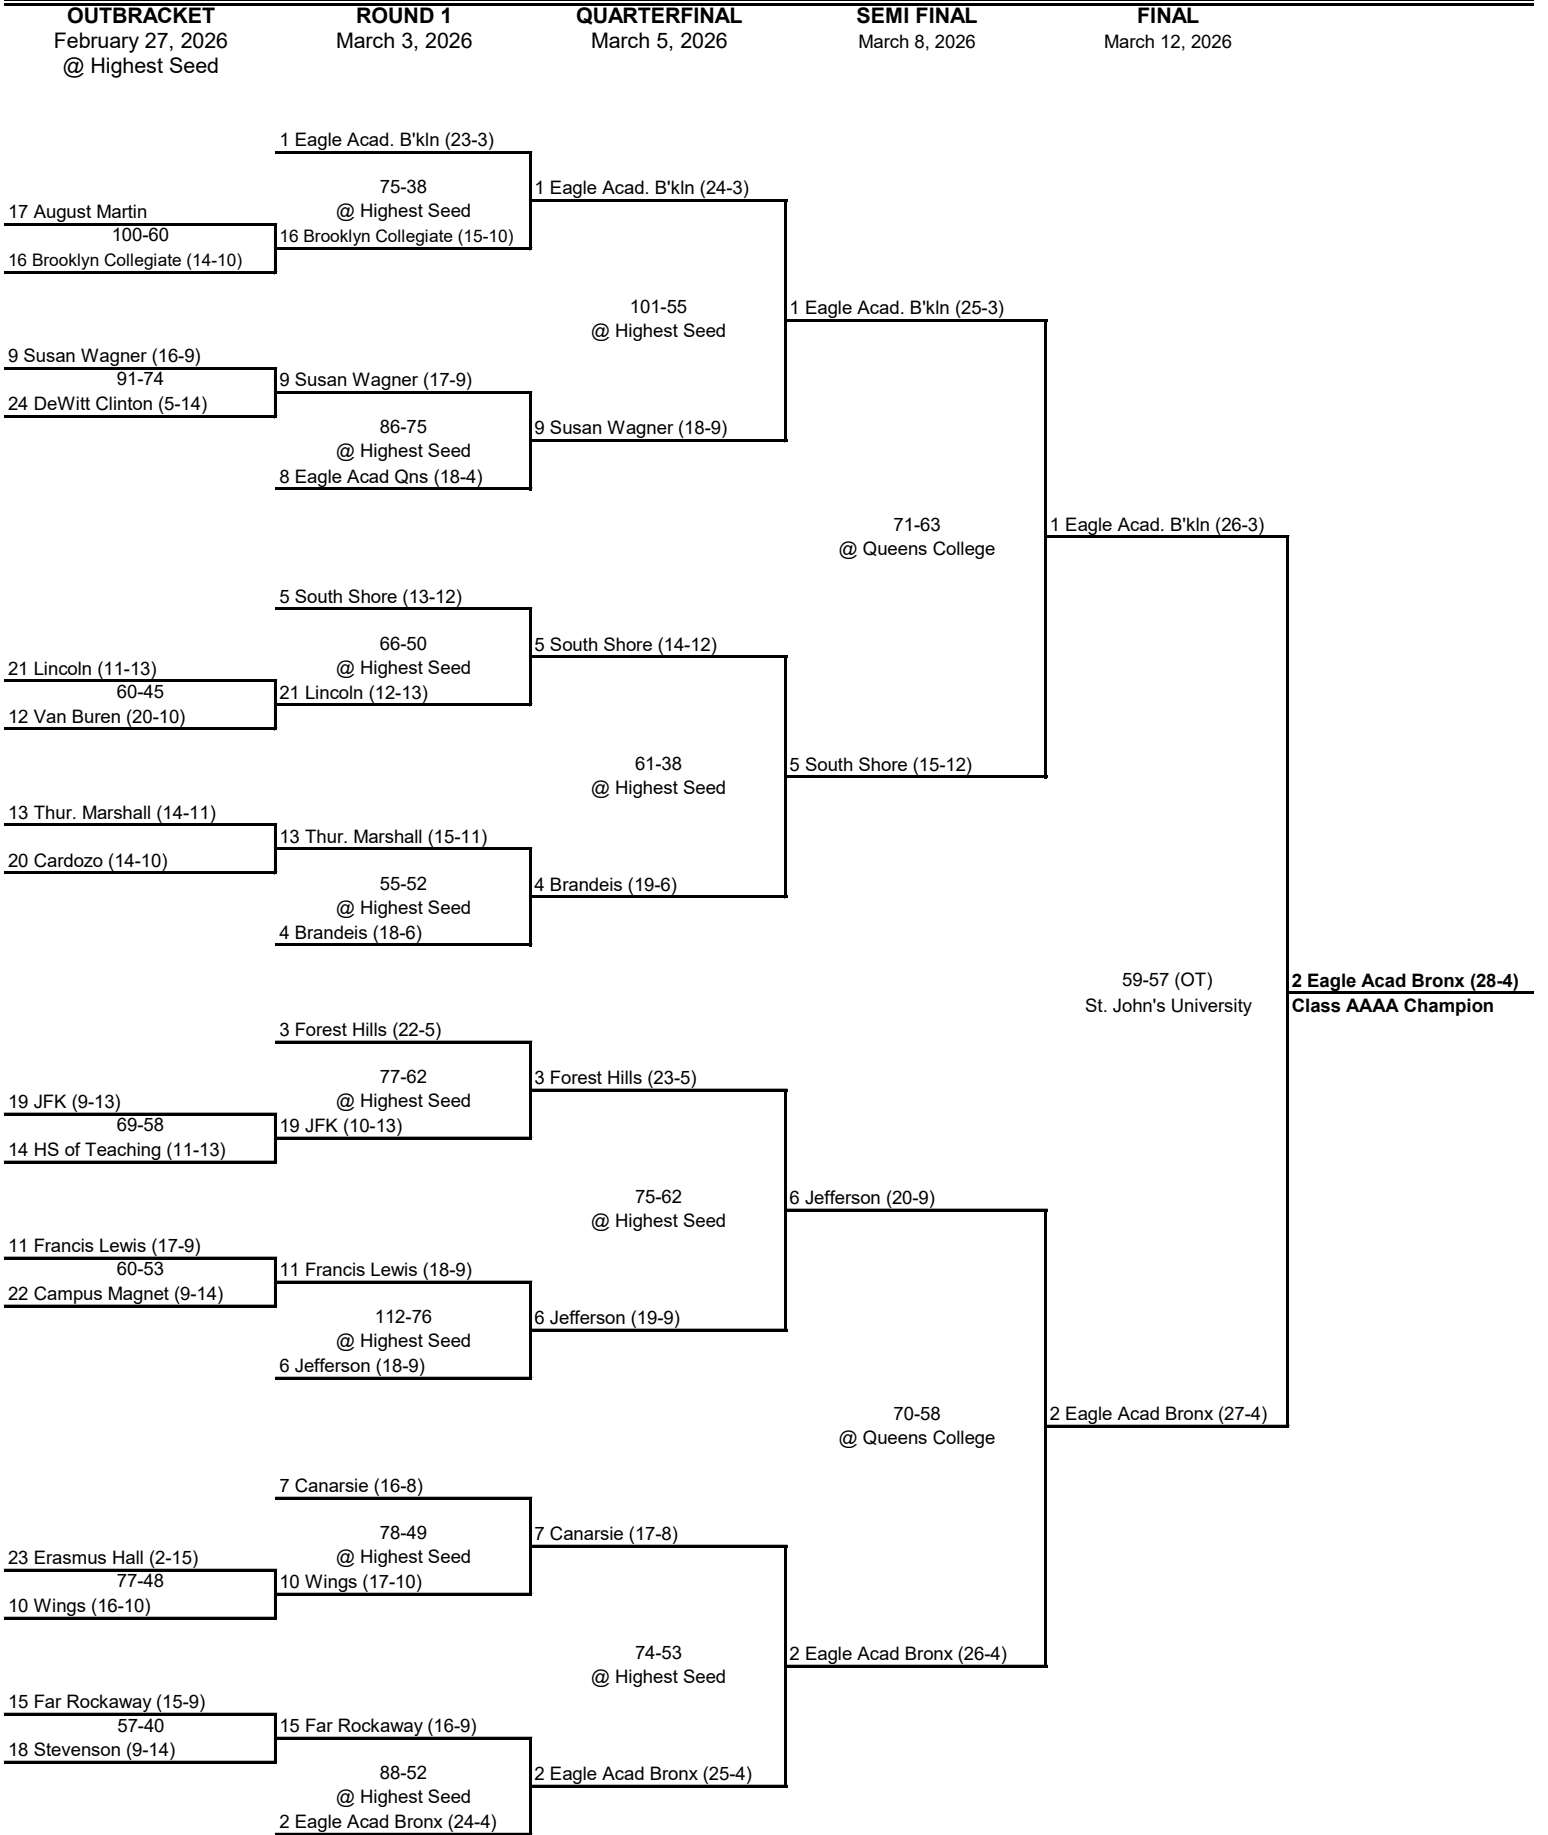 OUTBRACKET
February 27, 2026
@ Highest Seed
ROUND 1
March 3, 2026
QUARTERFINAL
March 5, 2026
SEMI FINAL
March 8, 2026
FINAL
March 12, 2026
17 August Martin
100-60
16 Brooklyn Collegiate (14-10)
9 Susan Wagner (16-9)
91-74
24 DeWitt Clinton (5-14)
21 Lincoln (11-13)
60-45
12 Van Buren (20-10)
13 Thur. Marshall (14-11)
20 Cardozo (14-10)
19 JFK (9-13)
69-58
14 HS of Teaching (11-13)
11 Francis Lewis (17-9)
60-53
22 Campus Magnet (9-14)
23 Erasmus Hall (2-15)
77-48
10 Wings (16-10)
15 Far Rockaway (15-9)
57-40
18 Stevenson (9-14)
1 Eagle Acad. B'kln (23-3)
75-38
@ Highest Seed
16 Brooklyn Collegiate (15-10)
9 Susan Wagner (17-9)
86-75
@ Highest Seed
8 Eagle Acad Qns (18-4)
5 South Shore (13-12)
66-50
@ Highest Seed
21 Lincoln (12-13)
13 Thur. Marshall (15-11)
55-52
@ Highest Seed
4 Brandeis (18-6)
3 Forest Hills (22-5)
77-62
@ Highest Seed
19 JFK (10-13)
11 Francis Lewis (18-9)
112-76
@ Highest Seed
6 Jefferson (18-9)
7 Canarsie (16-8)
78-49
@ Highest Seed
10 Wings (17-10)
15 Far Rockaway (16-9)
88-52
@ Highest Seed
2 Eagle Acad Bronx (24-4)
1 Eagle Acad. B'kln (24-3)
101-55
@ Highest Seed
9 Susan Wagner (18-9)
5 South Shore (14-12)
61-38
@ Highest Seed
4 Brandeis (19-6)
3 Forest Hills (23-5)
75-62
@ Highest Seed
6 Jefferson (19-9)
7 Canarsie (17-8)
74-53
@ Highest Seed
2 Eagle Acad Bronx (25-4)
1 Eagle Acad. B'kln (25-3)
71-63
@ Queens College
5 South Shore (15-12)
6 Jefferson (20-9)
70-58
@ Queens College
2 Eagle Acad Bronx (26-4)
1 Eagle Acad. B'kln (26-3)
59-57 (OT)
St. John's University
2 Eagle Acad Bronx (27-4)
2 Eagle Acad Bronx (28-4)
Class AAAA Champion